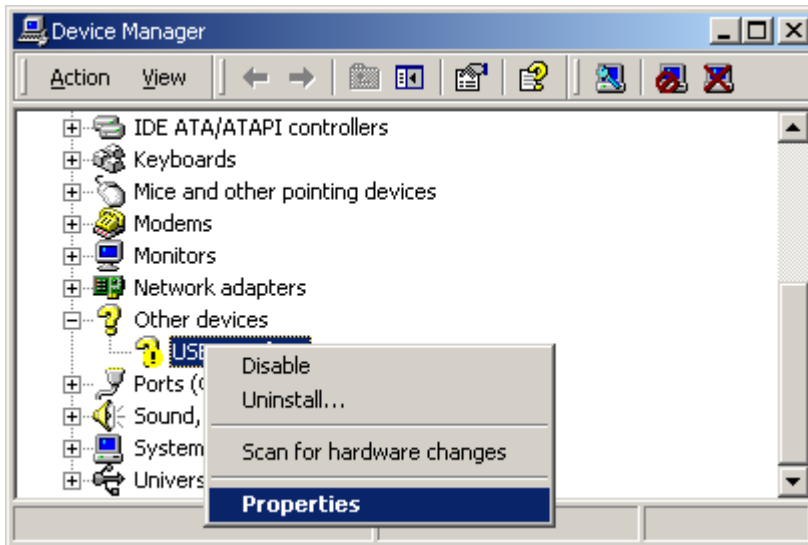 Device Manager
Action View
IDE ATA/ATAPI controllers
Keyboards
Mice and other pointing devices
Modems
Monitors
Network adapters
Other devices
USB
Ports (
Sound,
System
Disable
Uninstall...
Scan for hardware changes
Properties